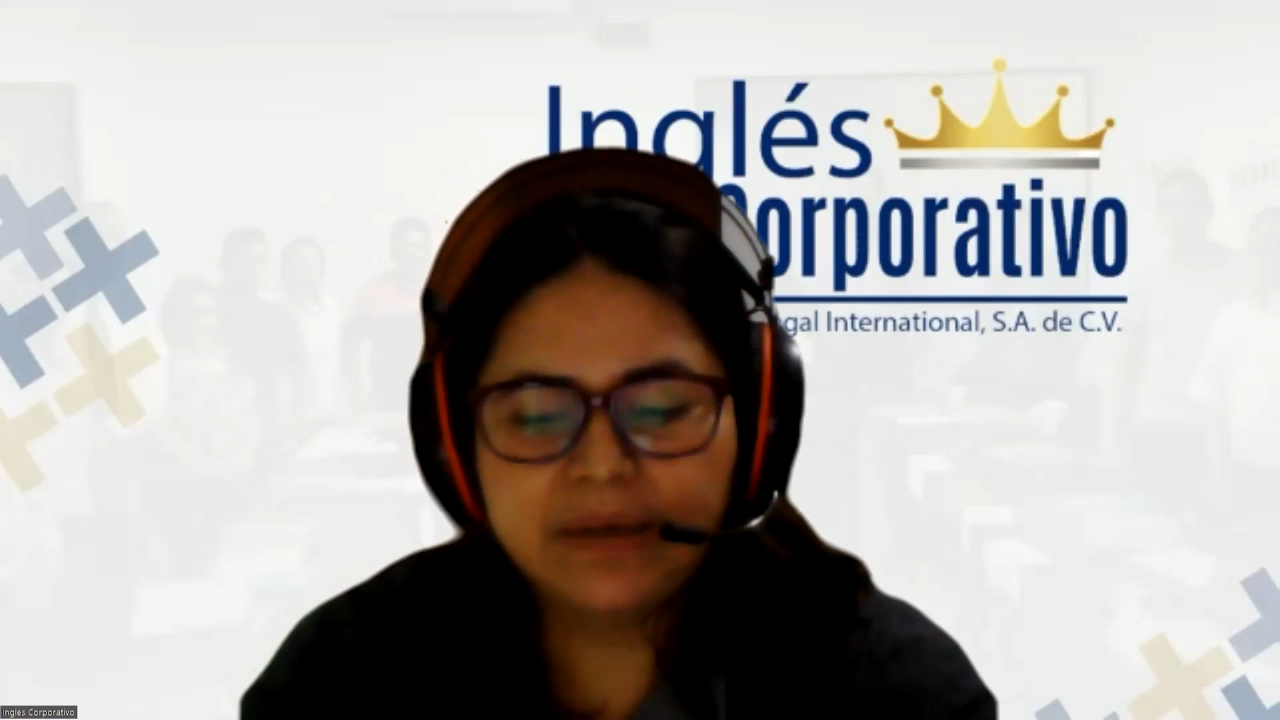 Inglés
Corporativo
International, S.A. de C.V.
Ingles Corporativo